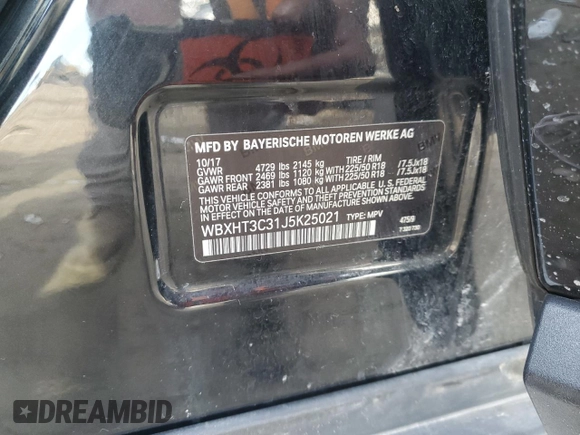 MFD BY BAYERISCHE MOTOREN WERKE AG
10/17 TIRE / RIM
GVWR 4729 lbs 2145 kg
GAWR FRONT 2469 lbs 1120 kg WITH 225/50 R18 /7.5Jx18
GAWR REAR 2381 lbs 1080 kg WITH 225/50 R18 /7.5Jx18
THIS VEHICLE CONFORMS TO ALL APPLICABLE FEDERAL
MOTOR VEHICLE SAFETY AND THEFT PREVENTION STANDARDS
IN EFFECT ON THE DATE OF MANUFACTURE SHOWN ABOVE.
WBXHT3C31J5K25021 TYPE: MPV
475/9
DREAMBID